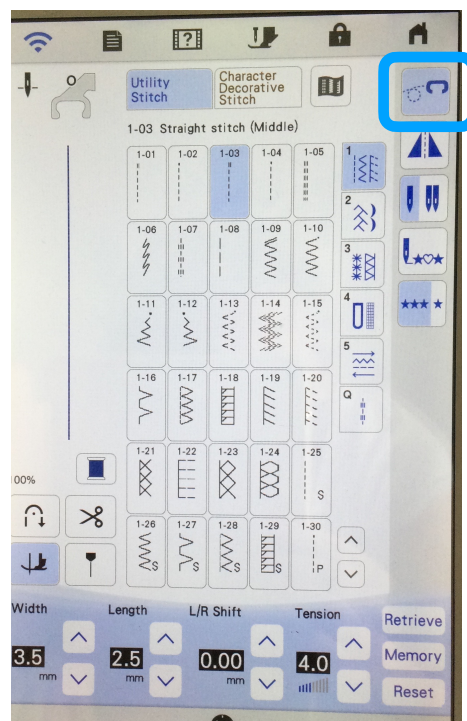 ?
Utility
Stitch
Character
Decorative
Stitch
1-03 Straight stitch (Middle)
1-01
1-02
1-03
1-04
1-05
1
1-06
1-07
1-08
1-09
1-10
2
3
1-11
1-12
1-13
1-14
1-15
4
5
1-16
1-17
1-18
1-19
1-20
Q
1-21
1-22
1-23
1-24
1-25
S
100%
1-26
1-27
1-28
1-29
1-30
S
S
S
S
P
Width
Length
L/R Shift
Tension
Retrieve
3.5
mm
2.5
mm
0.00
mm
4.0
Memory
Reset